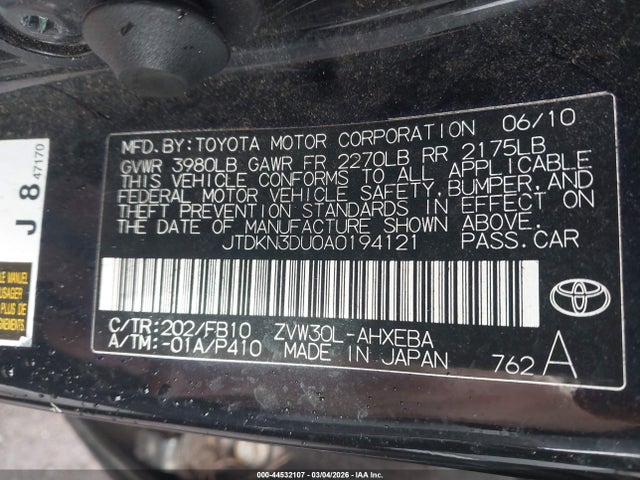 MFD. BY: TOYOTA MOTOR CORPORATION 06/10
GVWR 3980LB GAWR FR 2270LB RR 2175LB
THIS VEHICLE CONFORMS TO ALL APPLICABLE
FEDERAL MOTOR VEHICLE SAFETY, BUMPER, AND
THEFT PREVENTION STANDARDS IN EFFECT ON
THE DATE OF MANUFACTURE SHOWN ABOVE.
JTDKN3DU0A0194121 PASS. CAR
C/TR: 202/FB10 ZVW30L-AHXEBA
A/TM: -01A/P410 MADE IN JAPAN 762 A
J 8 47170
MANUEL
USAGER
000-44532107 - 03/04/2026 - IAA Inc.